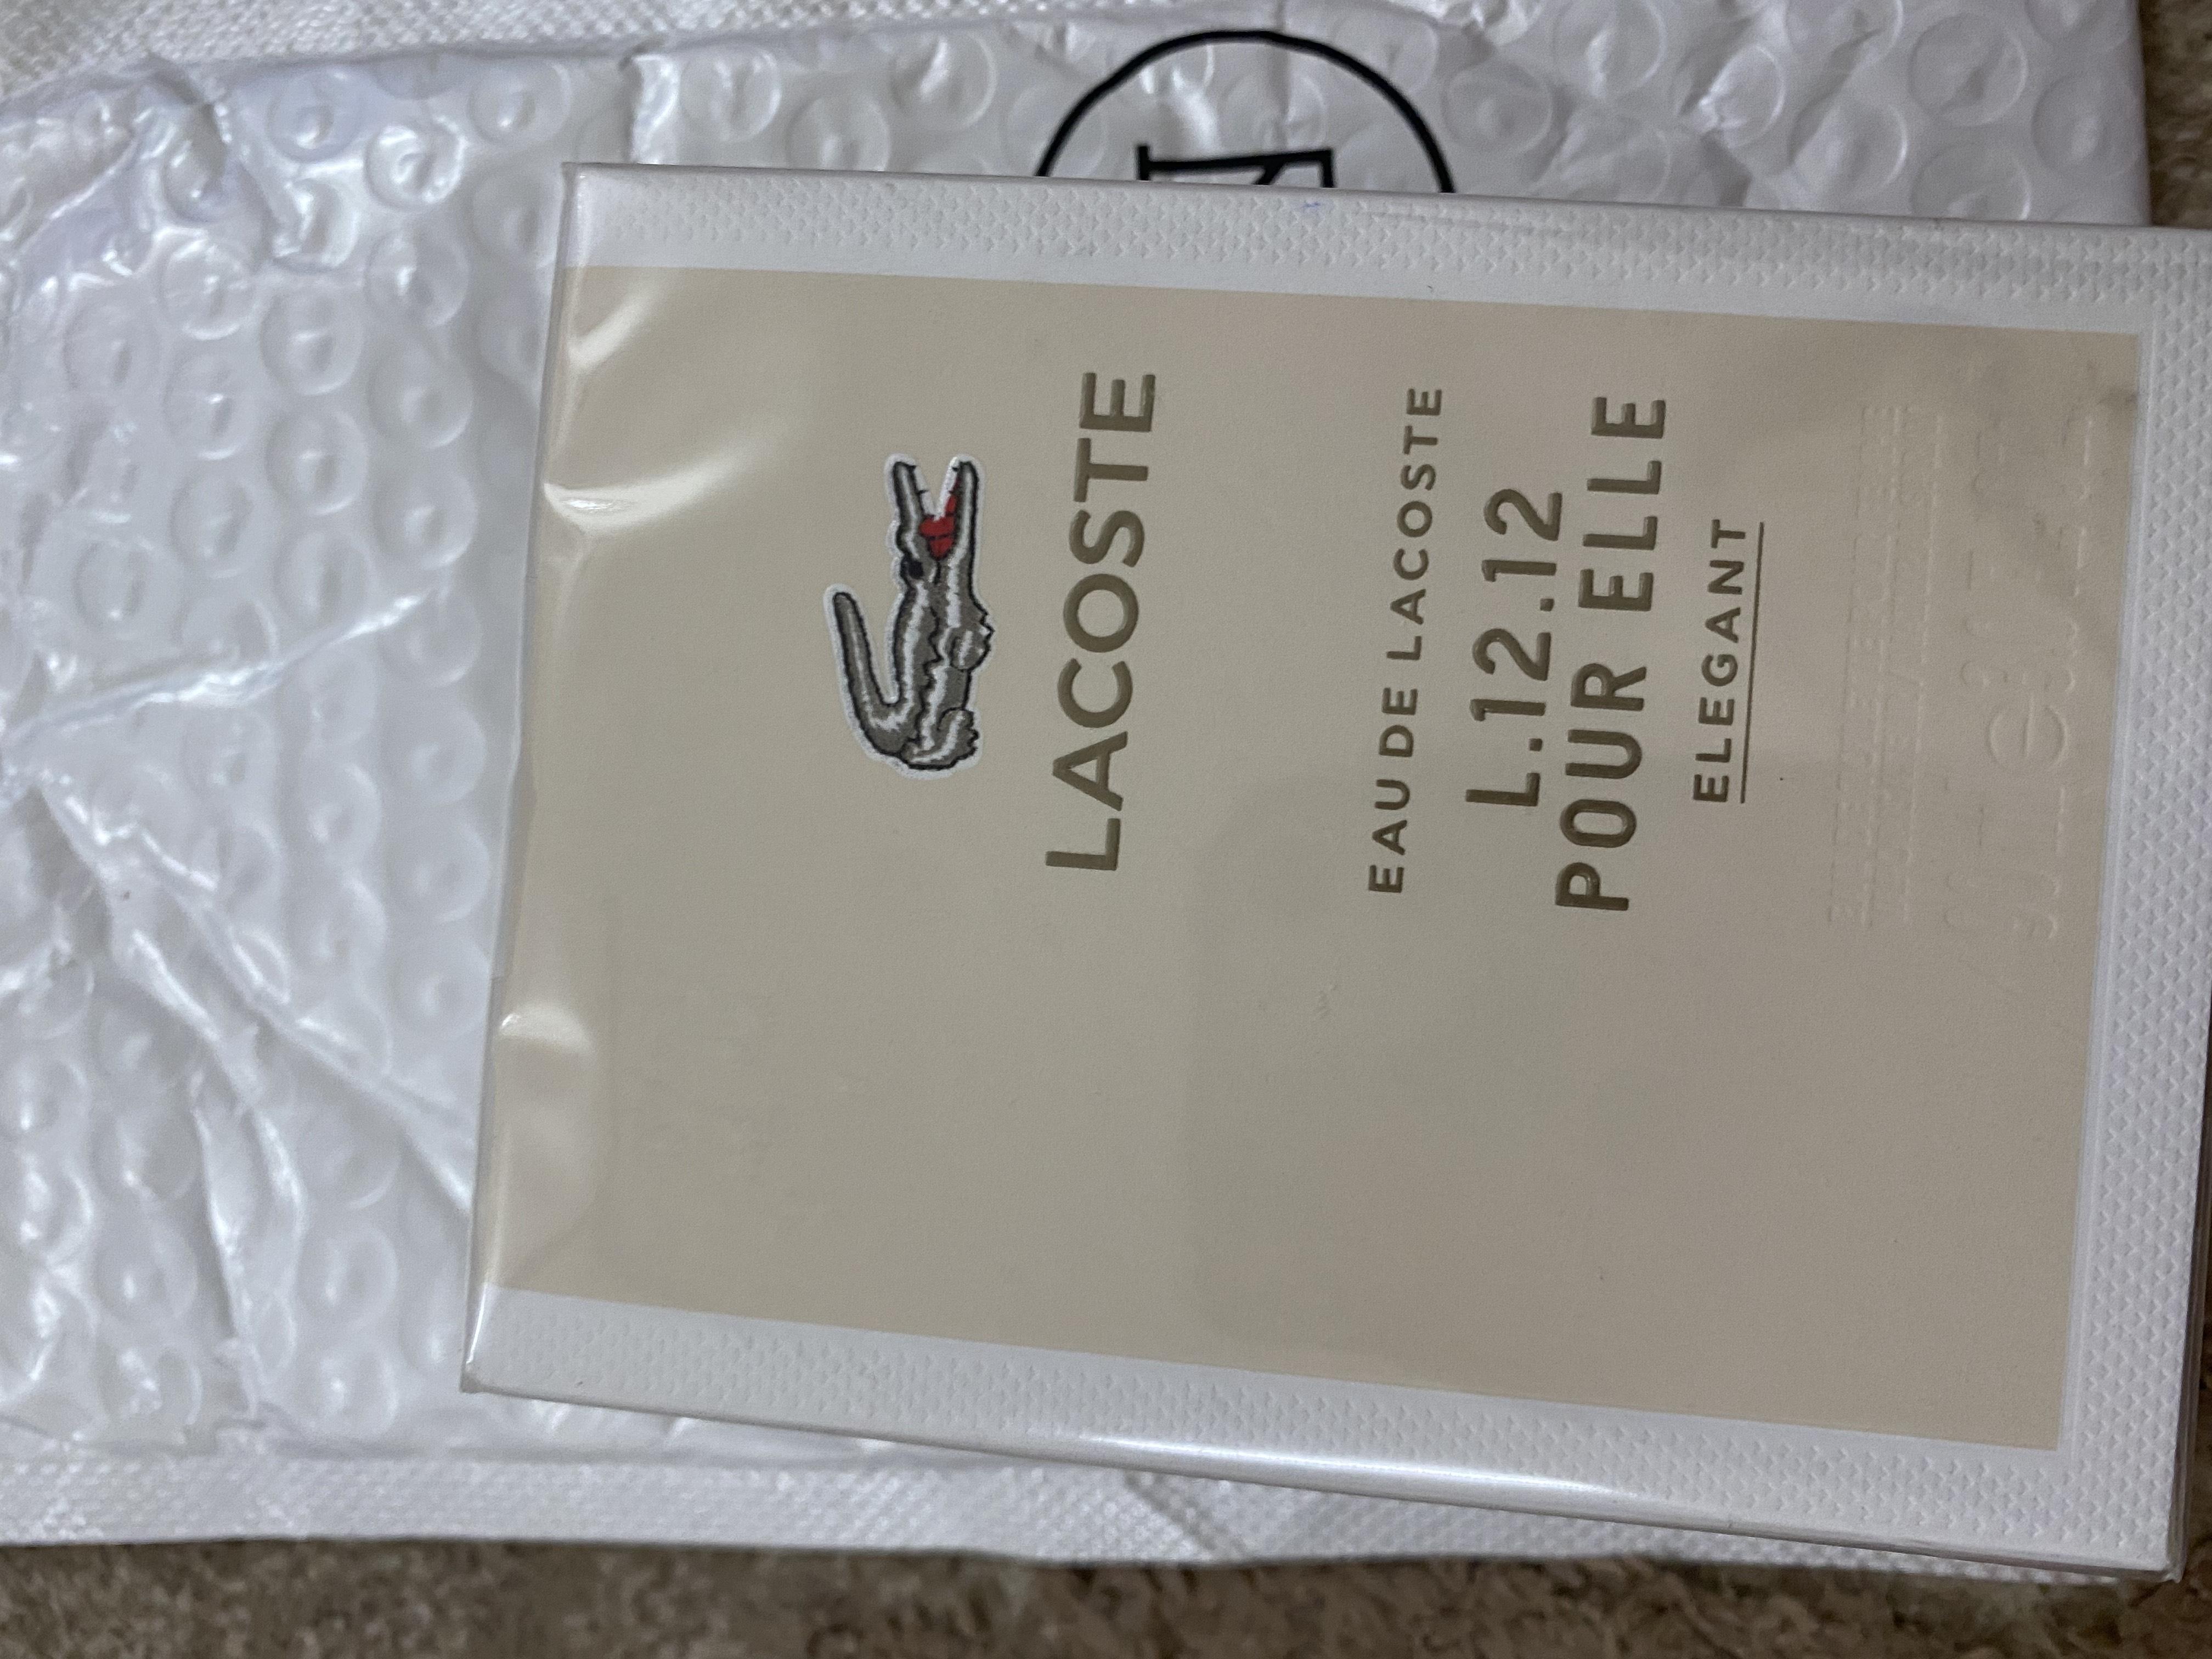 LACOSTE
EAU DE LACOSTE
L.12.12
POUR ELLE
ELEGANT